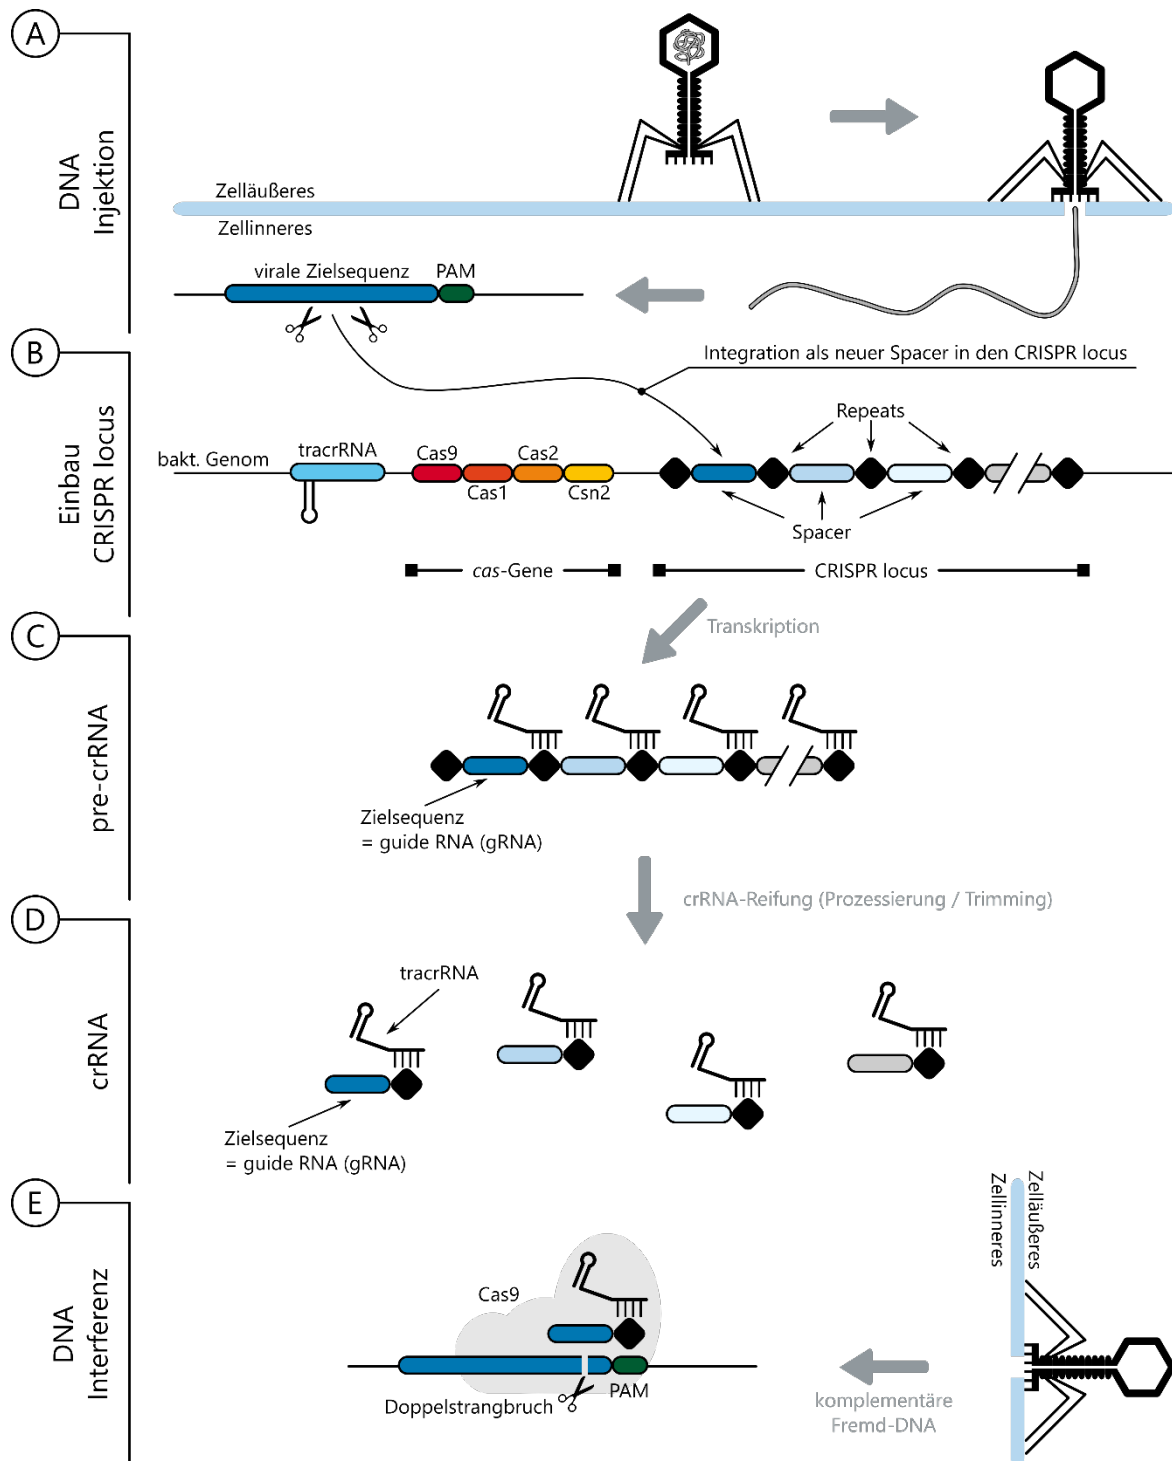 A
DNA
Injektion
Zelläußeres
Zellinneres
virale Zielsequenz
PAM
B
Einbau
CRISPR locus
Integration als neuer Spacer in den CRISPR locus
Repeats
bakt. Genom
tracrRNA
Cas9
Cas2
Cas1
Csn2
Spacer
cas-Gene
CRISPR locus
C
Transkription
pre-crRNA
Zielsequenz
= guide RNA (gRNA)
crRNA-Reifung (Prozessierung / Trimming)
D
crRNA
tracrRNA
Zielsequenz
= guide RNA (gRNA)
E
DNA
Interferenz
Zelläußeres
Zellinneres
Cas9
PAM
Doppelstrangbruch
komplementäre
Fremd-DNA